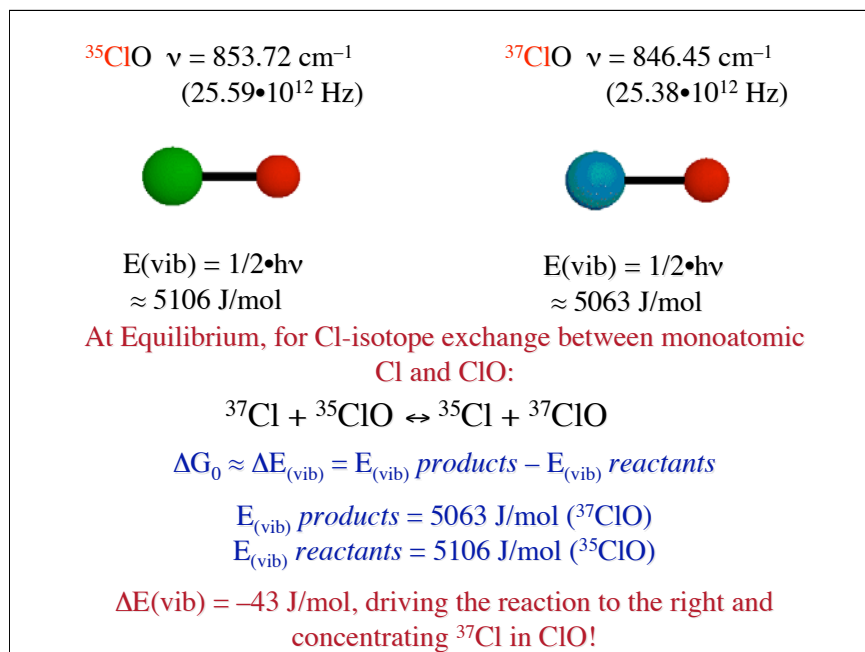 ³⁵ClO ν = 853.72 cm⁻¹
(25.59•10¹² Hz)
³⁷ClO ν = 846.45 cm⁻¹
(25.38•10¹² Hz)
E(vib) = 1/2•hν
≈ 5106 J/mol
E(vib) = 1/2•hν
≈ 5063 J/mol
At Equilibrium, for Cl-isotope exchange between monoatomic
Cl and ClO:
³⁷Cl + ³⁵ClO ↔ ³⁵Cl + ³⁷ClO
ΔG₀ ≈ ΔE₍vib₎ = E₍vib₎ products – E₍vib₎ reactants
E₍vib₎ products = 5063 J/mol (³⁷ClO)
E₍vib₎ reactants = 5106 J/mol (³⁵ClO)
ΔE(vib) = –43 J/mol, driving the reaction to the right and
concentrating ³⁷Cl in ClO!